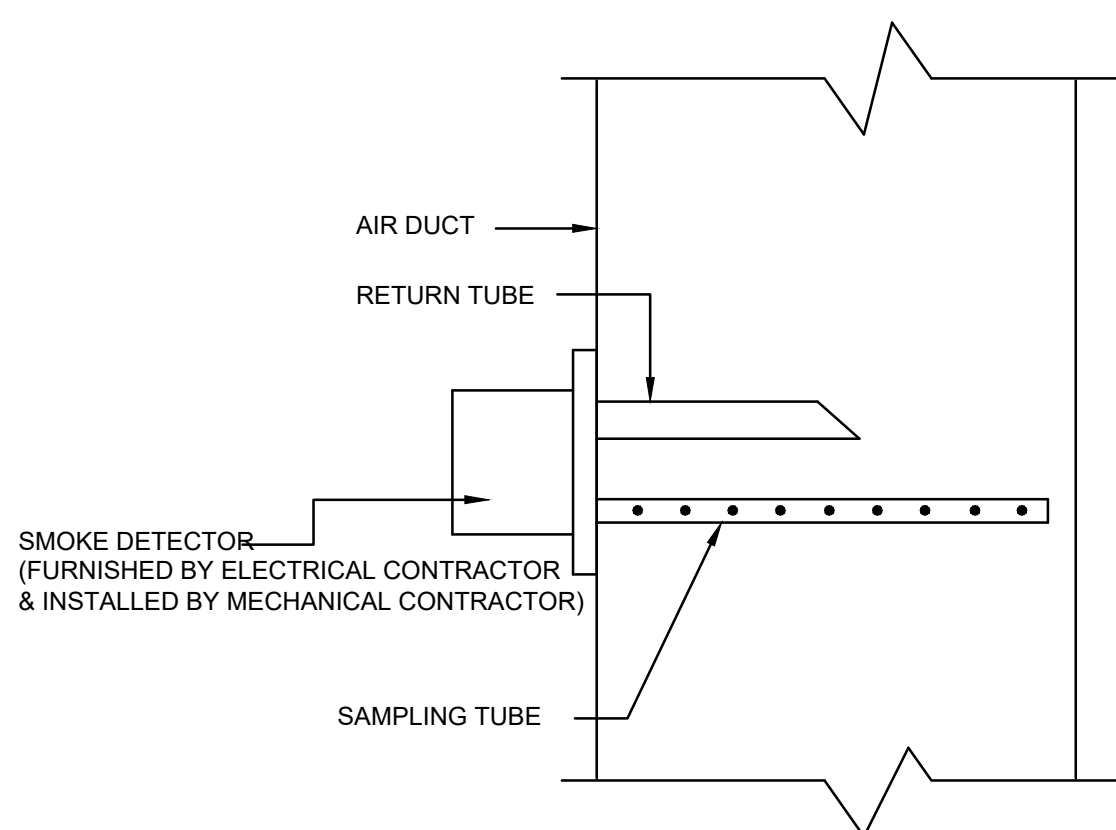 AIR DUCT
RETURN TUBE
SMOKE DETECTOR
(FURNISHED BY ELECTRICAL CONTRACTOR
& INSTALLED BY MECHANICAL CONTRACTOR)
SAMPLING TUBE